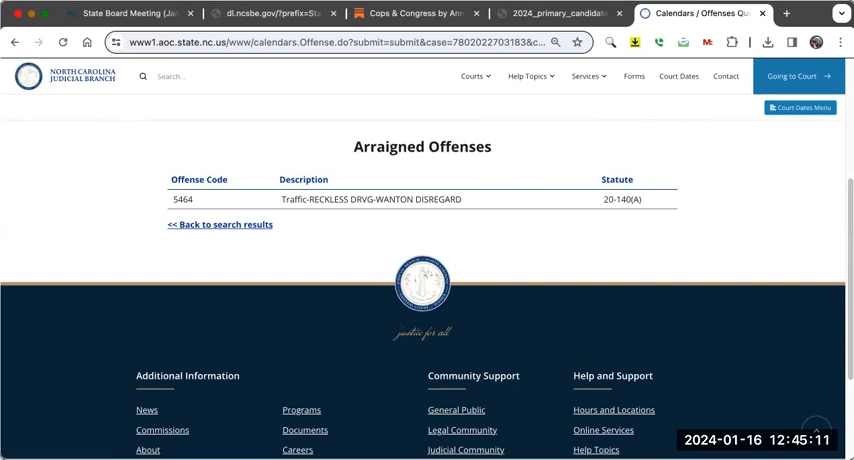 State Board Meeting (Jan
dl.ncsbe.gov/?prefix=Sta
Cops & Congress by Ann
2024_primary_candidate
Calendars / Offenses Que
www1.aoc.state.nc.us/www/calendars.Offense.do?submit=submit&case=7802022703183&c...
NORTH CAROLINA
JUDICIAL BRANCH
Search...
Courts
Help Topics
Services
Forms
Court Dates
Contact
Going to Court
Court Dates Menu
Arraigned Offenses
Offense Code Description Statute
5464 Traffic-RECKLESS DRVG-WANTON DISREGARD 20-140(A)
<< Back to search results
justice for all
Additional Information
Community Support
Help and Support
News
Programs
General Public
Hours and Locations
Commissions
Documents
Legal Community
Online Services
About
Careers
Judicial Community
Help Topics
2024-01-16 12:45:11